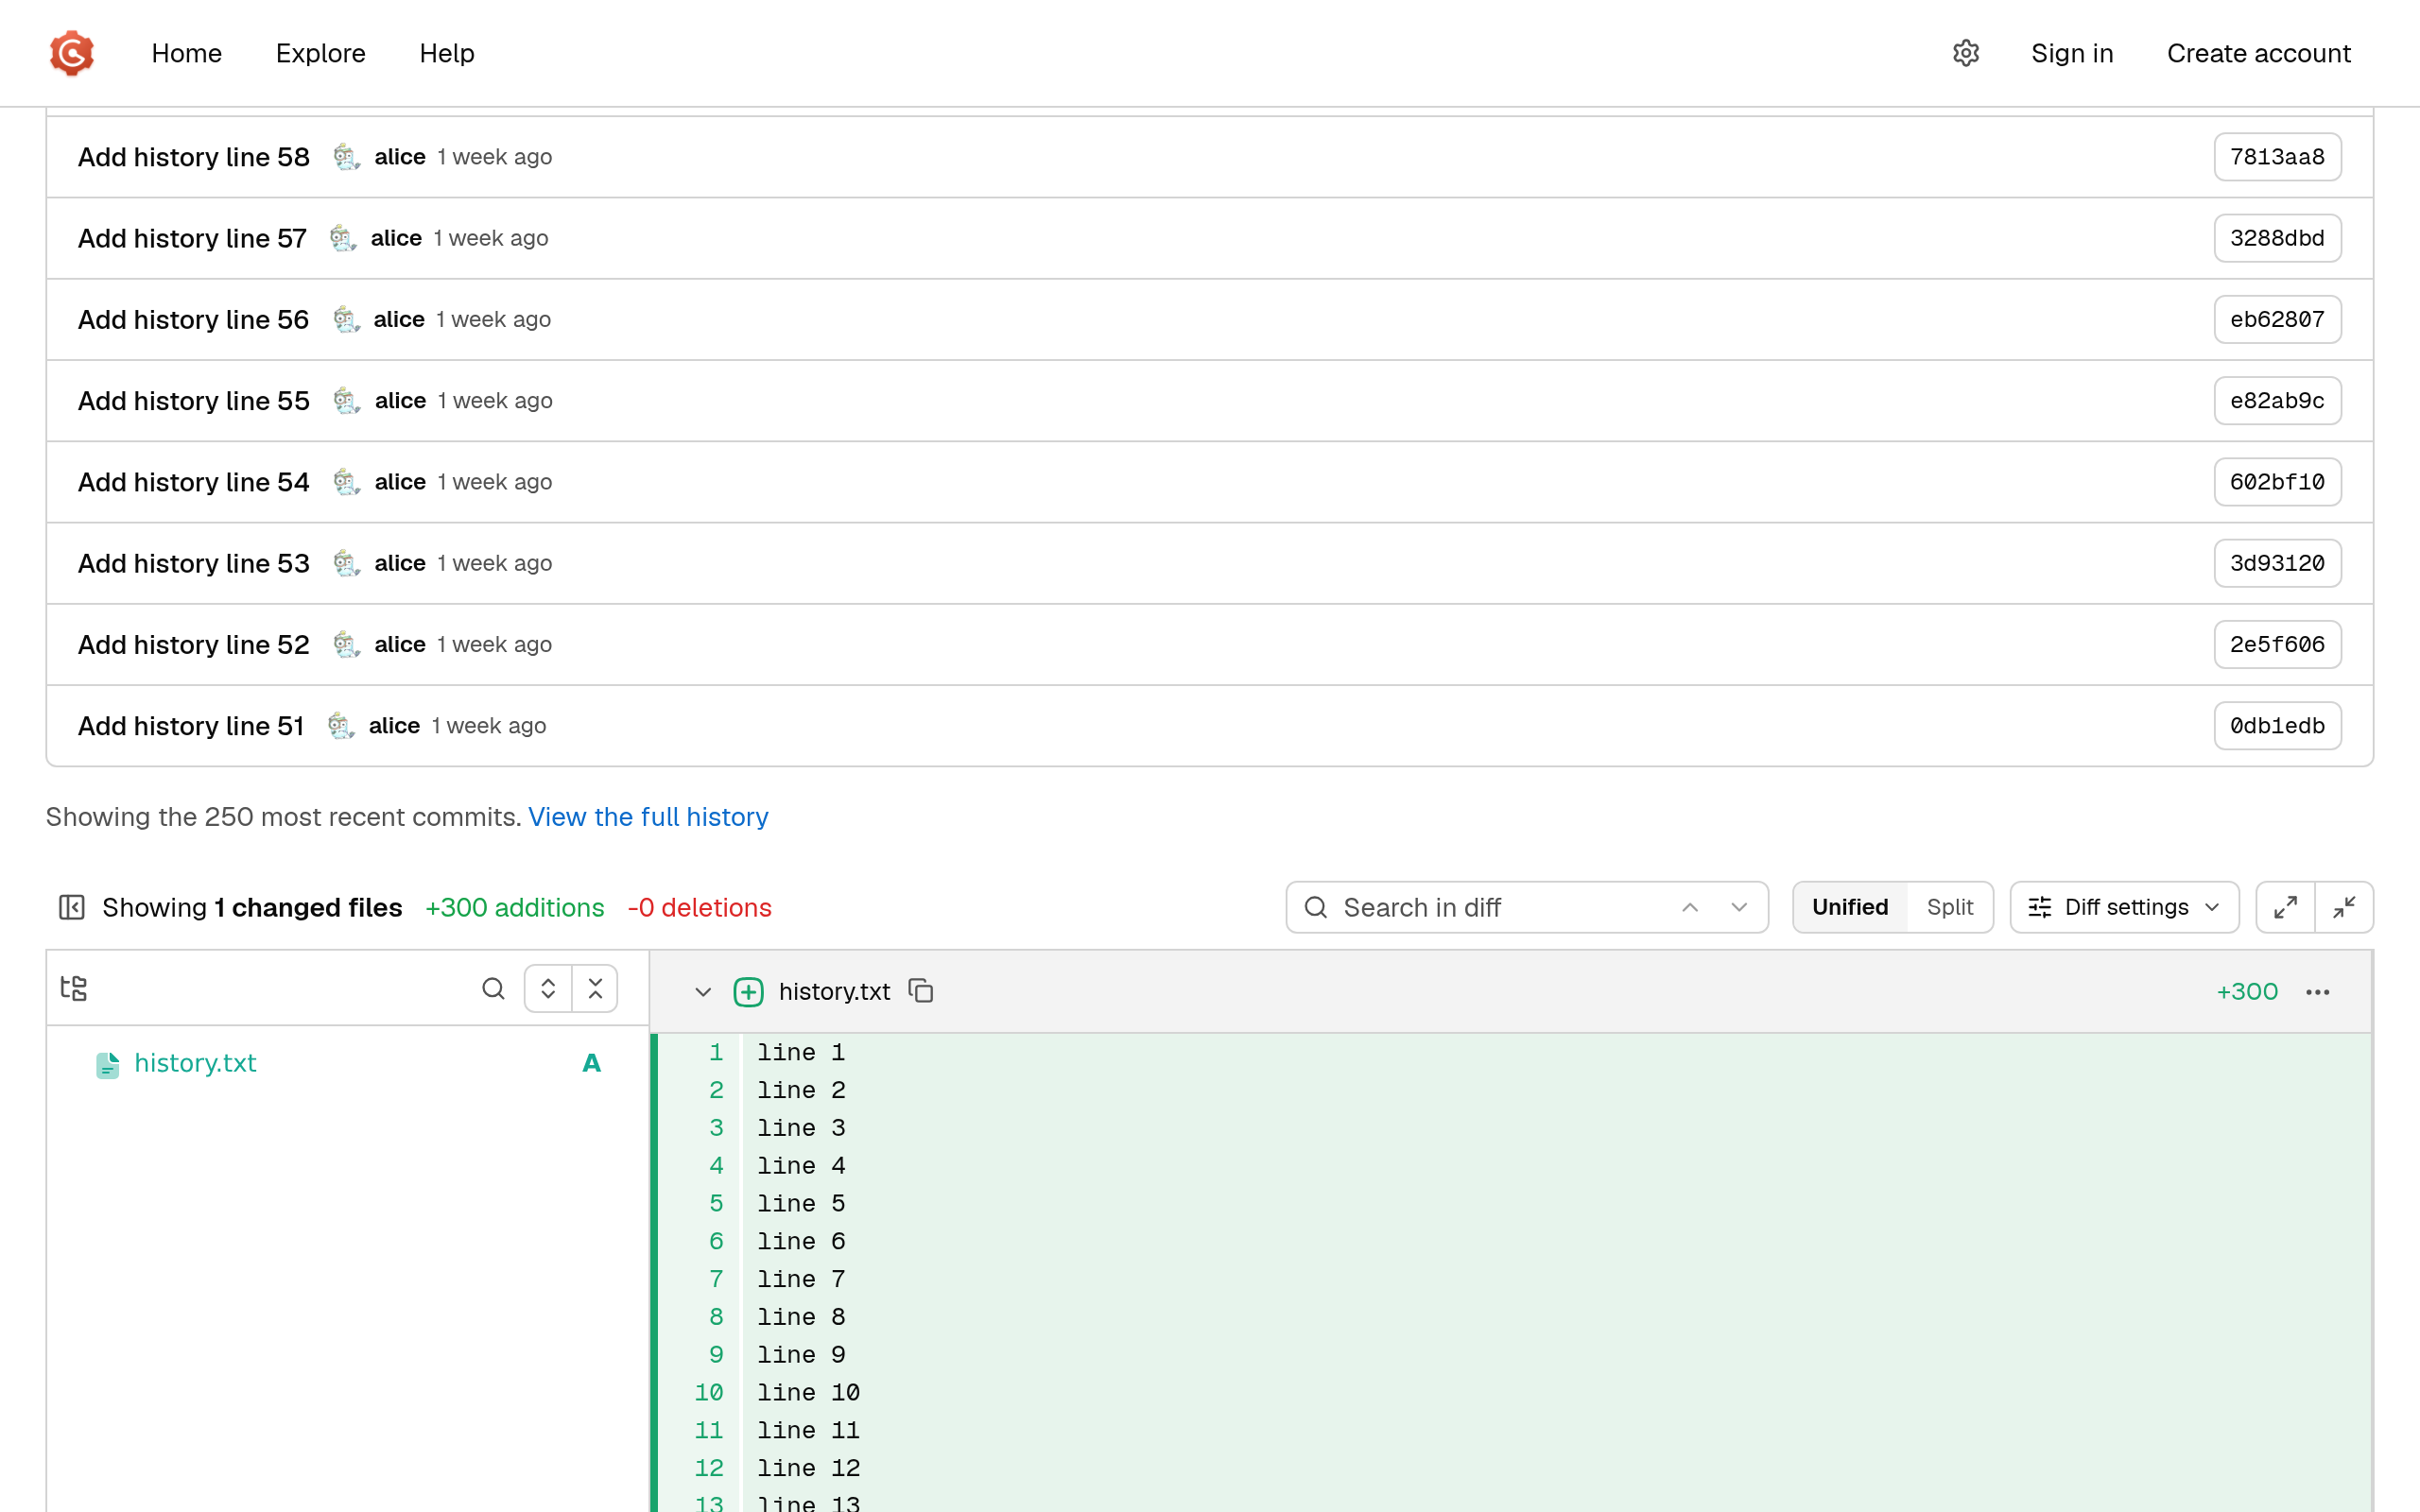 Home Explore Help Sign in Create account
Add history line 58 alice 1 week ago 7813aa8
Add history line 57 alice 1 week ago 3288dbd
Add history line 56 alice 1 week ago eb62807
Add history line 55 alice 1 week ago e82ab9c
Add history line 54 alice 1 week ago 602bf10
Add history line 53 alice 1 week ago 3d93120
Add history line 52 alice 1 week ago 2e5f606
Add history line 51 alice 1 week ago 0db1edb
Showing the 250 most recent commits. View the full history
Showing 1 changed files +300 additions -0 deletions Search in diff Unified Split Diff settings
history.txt +300
history.txt A
1 line 1
2 line 2
3 line 3
4 line 4
5 line 5
6 line 6
7 line 7
8 line 8
9 line 9
10 line 10
11 line 11
12 line 12
13 line 13